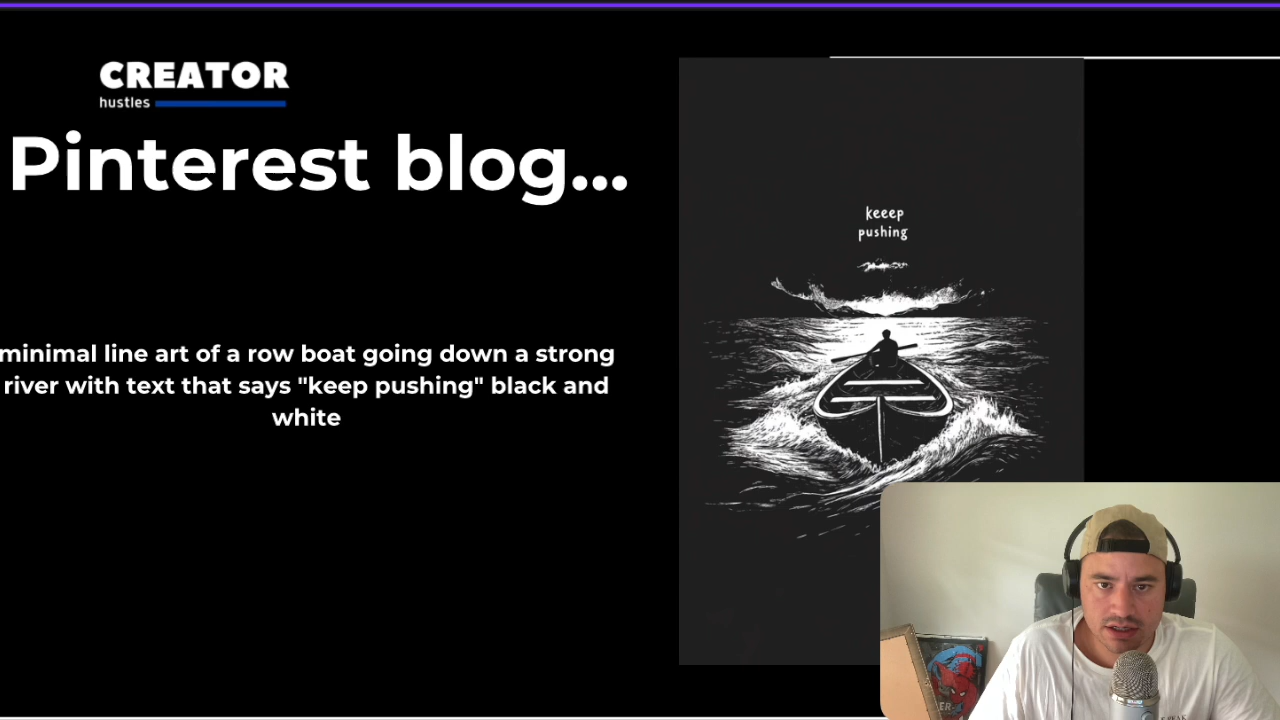 CREATOR
hustles
Pinterest blog...
minimal line art of a row boat going down a strong
river with text that says "keep pushing" black and
white
keeep
pushing